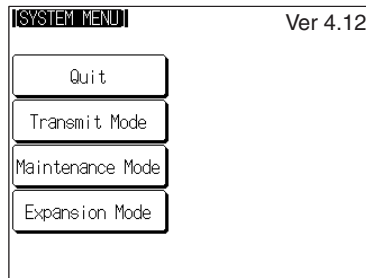 [SYSTEM MENU]
Ver 4.12
Quit
Transmit Mode
Maintenance Mode
Expansion Mode